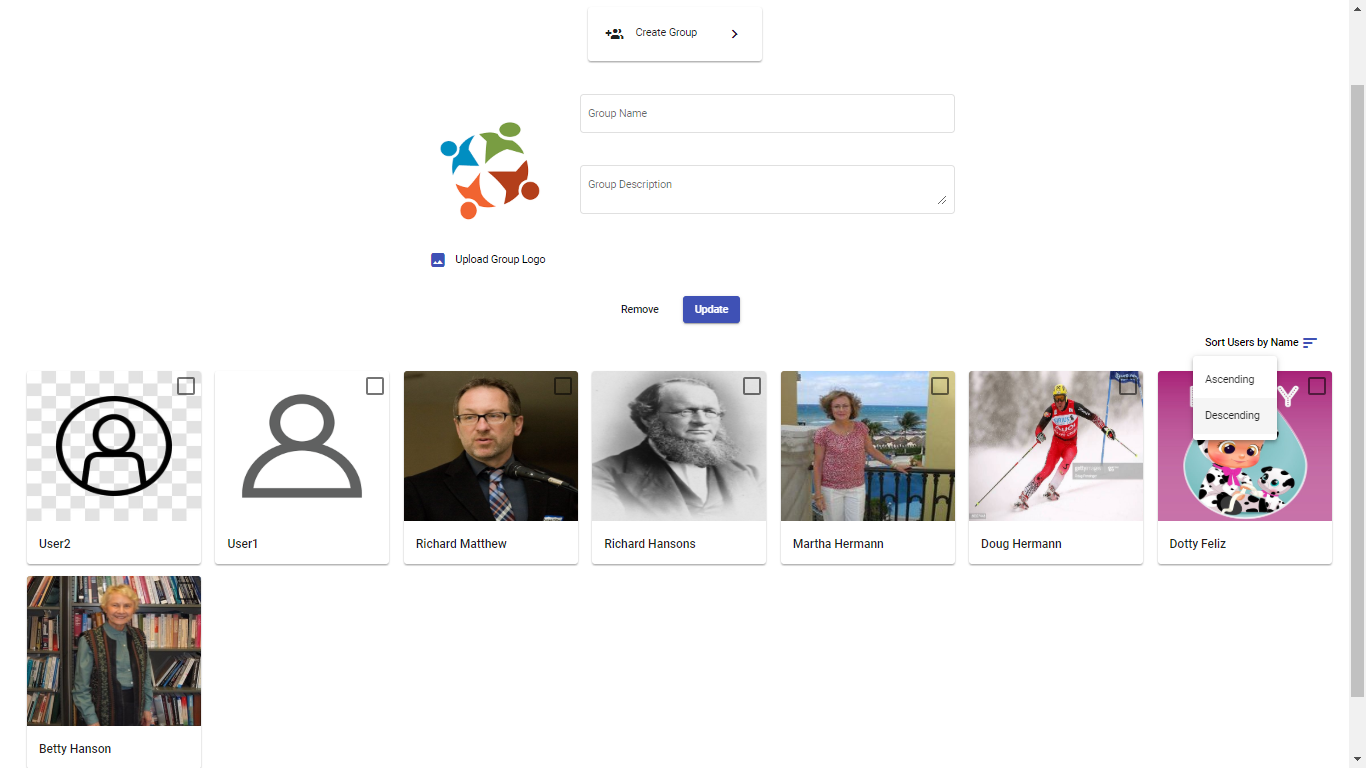 Create Group
Group Name
Group Description
Upload Group Logo
Remove
Update
Sort Users by Name
Ascending
Descending
User2
User1
Richard Matthew
Richard Hansons
Martha Hermann
Doug Hermann
Dotty Feliz
Betty Hanson